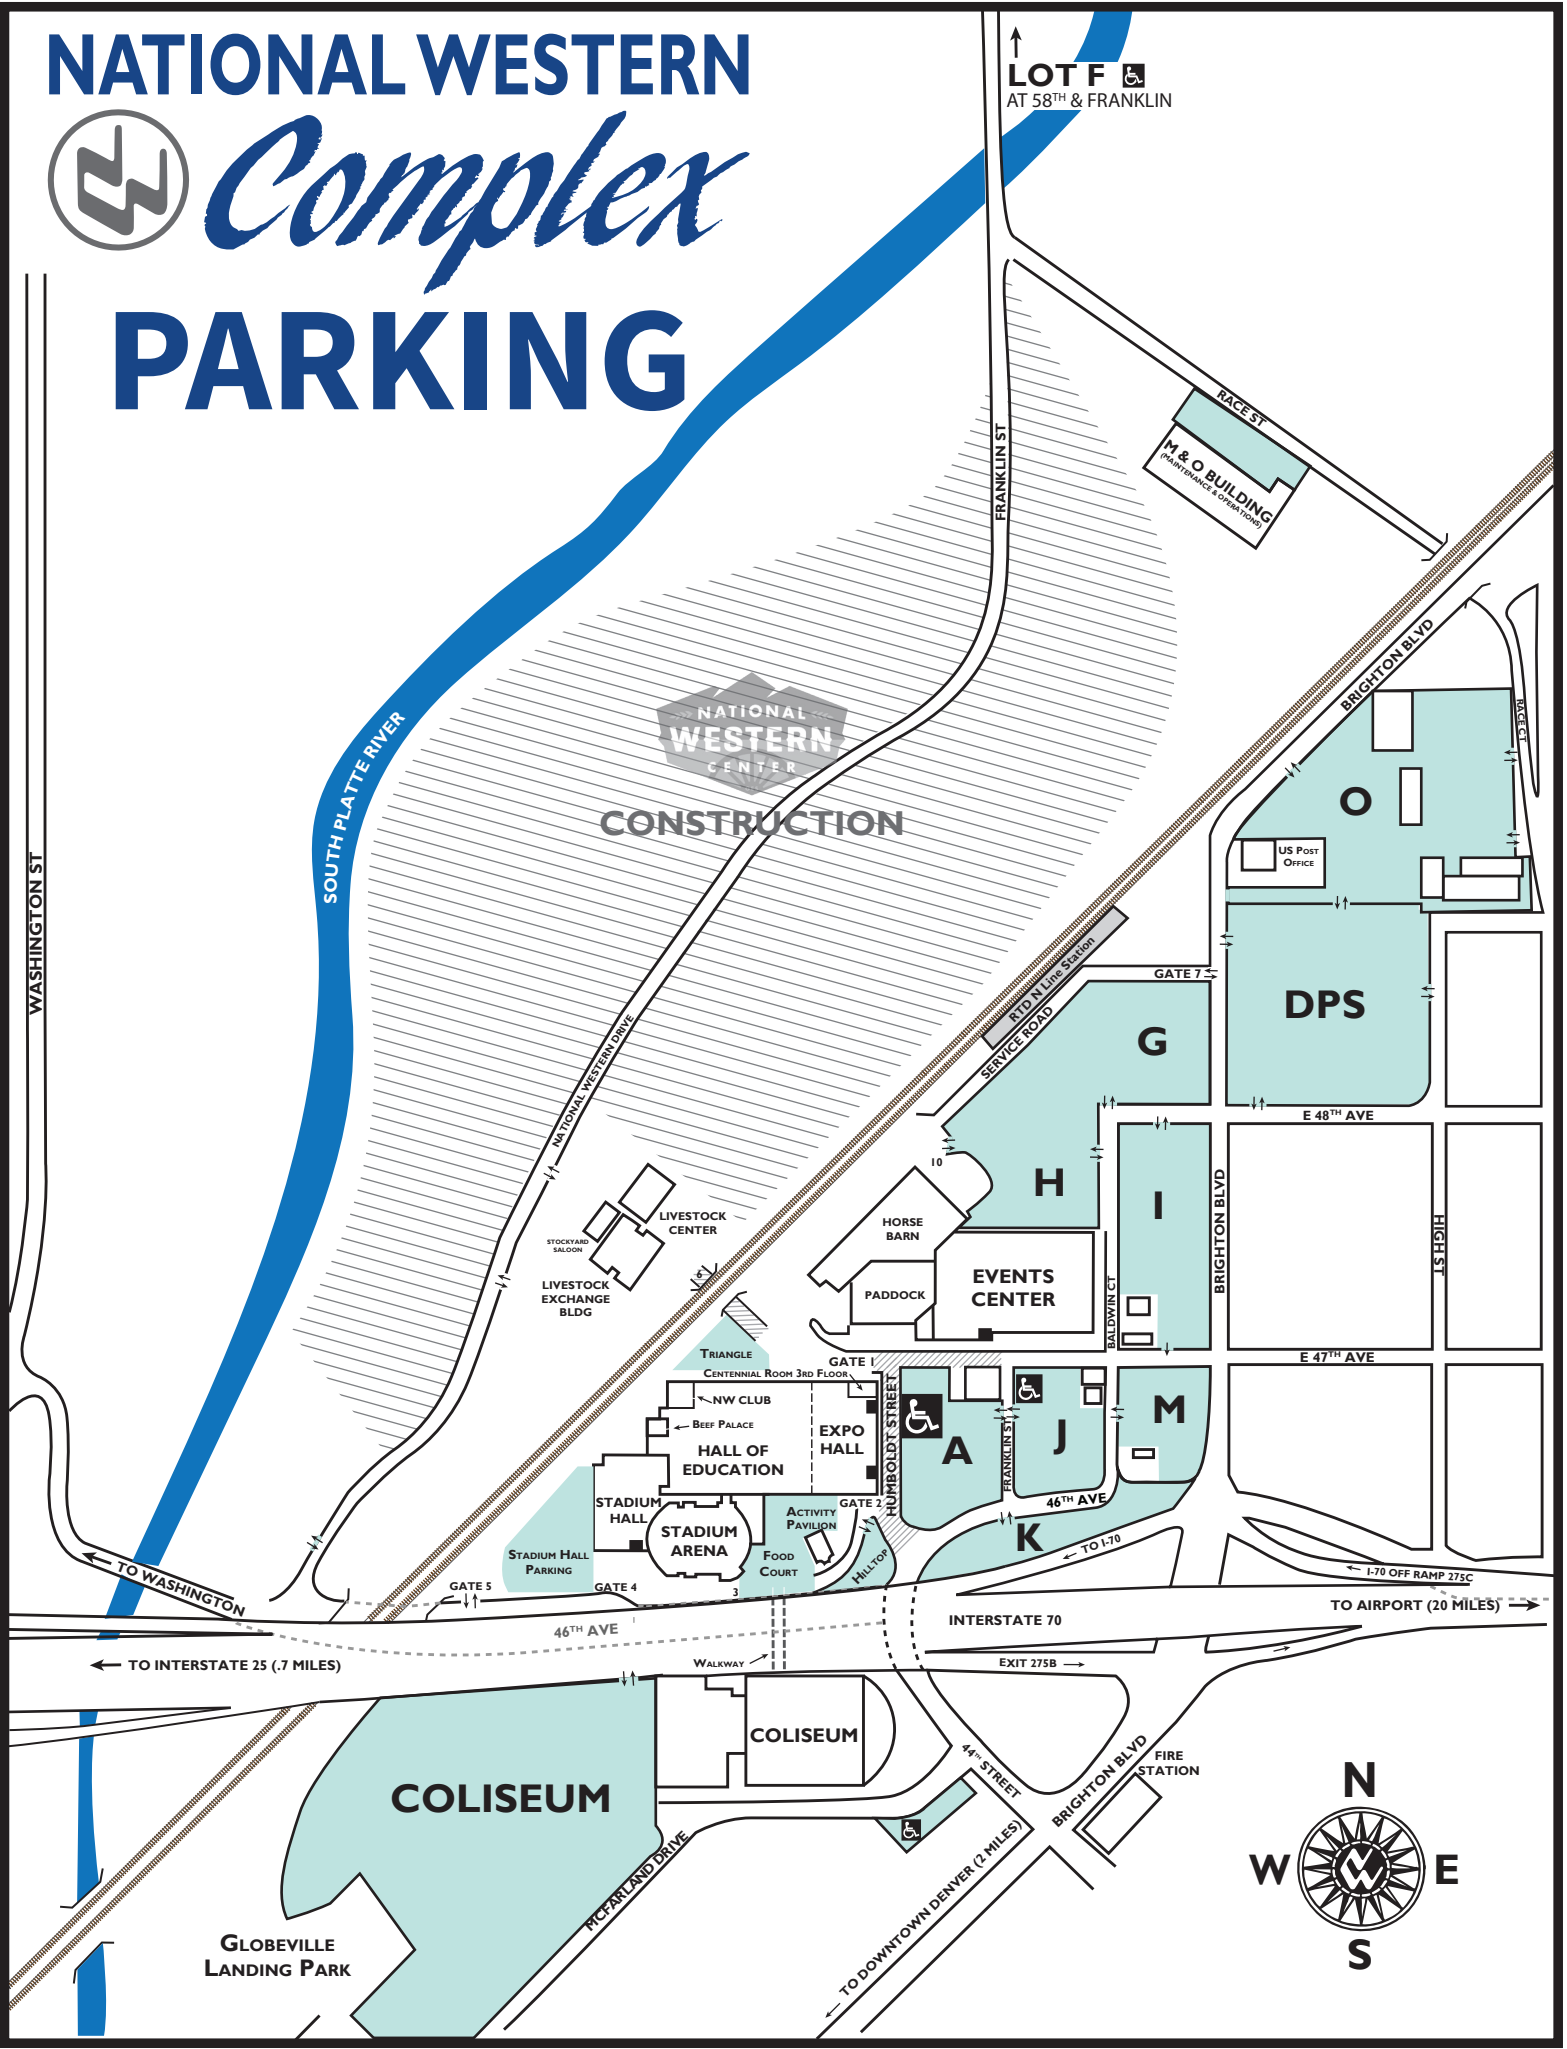 NATIONAL WESTERN
Complex
PARKING
LOT F
AT 58TH & FRANKLIN
RACE ST
M & O BUILDING
(MAINTENANCE & OPERATIONS)
FRANKLIN ST
BRIGHTON BLVD
RACE CT
SOUTH PLATTE RIVER
WASHINGTON ST
NATIONAL
WESTERN
CENTER
CONSTRUCTION
O
US POST
OFFICE
RTD N Line Station
SERVICE ROAD
GATE 7
DPS
G
E 48TH AVE
NATIONAL WESTERN DRIVE
10
H
I
BRIGHTON BLVD
HIGH ST
HORSE
BARN
LIVESTOCK
CENTER
STOCKYARD
SALOON
LIVESTOCK
EXCHANGE
BLDG
6
PADDOCK
EVENTS
CENTER
BALDWIN CT
E 47TH AVE
TRIANGLE
GATE 1
CENTENNIAL ROOM 3RD FLOOR
NW CLUB
BEEF PALACE
HALL OF
EDUCATION
EXPO
HALL
HUMBOLDT STREET
A
FRANKLIN ST
J
M
46TH AVE
K
TO I-70
STADIUM
HALL
STADIUM
ARENA
ACTIVITY
PAVILION
GATE 2
FOOD
COURT
HILLTOP
STADIUM HALL
PARKING
GATE 5
GATE 4
3
TO WASHINGTON
I-70 OFF RAMP 275C
TO AIRPORT (20 MILES)
INTERSTATE 70
46TH AVE
WALKWAY
EXIT 275B
TO INTERSTATE 25 (.7 MILES)
COLISEUM
COLISEUM
44TH STREET
BRIGHTON BLVD
FIRE
STATION
MCFARLAND DRIVE
TO DOWNTOWN DENVER (2 MILES)
GLOBEVILLE
LANDING PARK
N
W
E
S